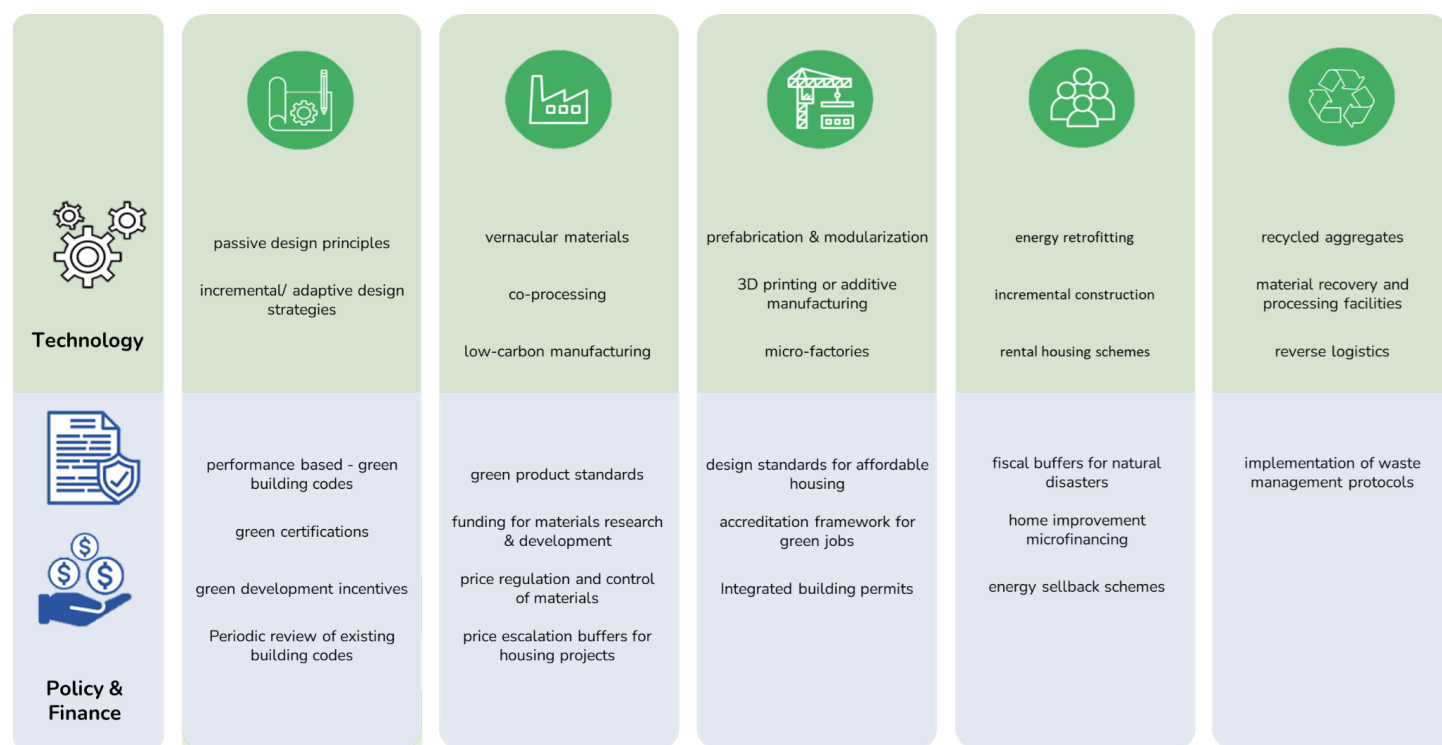 Technology
passive design principles
incremental/ adaptive design
strategies
vernacular materials
co-processing
low-carbon manufacturing
prefabrication & modularization
3D printing or additive
manufacturing
micro-factories
energy retrofitting
incremental construction
rental housing schemes
recycled aggregates
material recovery and
processing facilities
reverse logistics
$
$
$
Policy &
Finance
performance based - green
building codes
green certifications
green development incentives
Periodic review of existing
building codes
green product standards
funding for materials research
& development
price regulation and control
of materials
price escalation buffers for
housing projects
design standards for affordable
housing
accreditation framework for
green jobs
Integrated building permits
fiscal buffers for natural
disasters
home improvement
microfinancing
energy sellback schemes
implementation of waste
management protocols